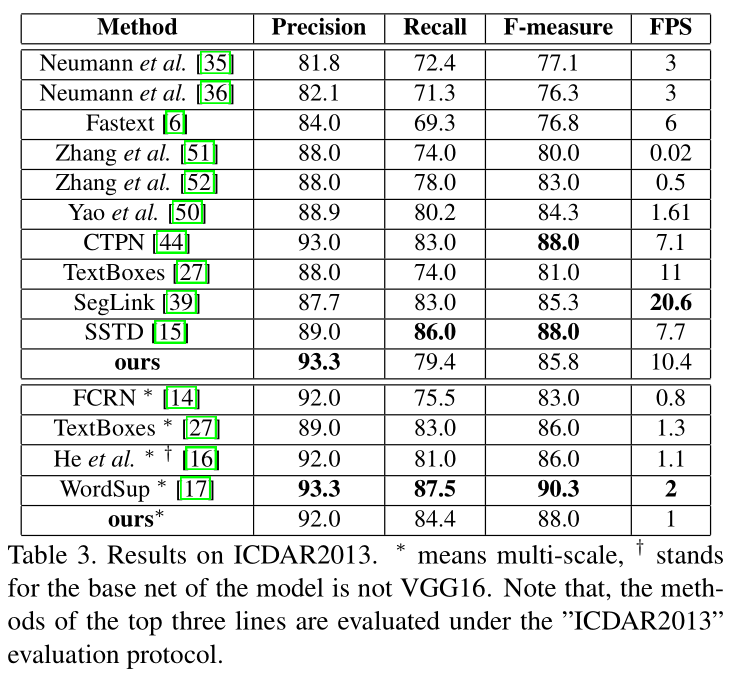 Method Precision Recall F-measure FPS
Neumann et al. [35] 81.8 72.4 77.1 3
Neumann et al. [36] 82.1 71.3 76.3 3
Fastext [6] 84.0 69.3 76.8 6
Zhang et al. [51] 88.0 74.0 80.0 0.02
Zhang et al. [52] 88.0 78.0 83.0 0.5
Yao et al. [50] 88.9 80.2 84.3 1.61
CTPN [44] 93.0 83.0 88.0 7.1
TextBoxes [27] 88.0 74.0 81.0 11
SegLink [39] 87.7 83.0 85.3 20.6
SSTD [15] 89.0 86.0 88.0 7.7
ours 93.3 79.4 85.8 10.4
FCRN * [14] 92.0 75.5 83.0 0.8
TextBoxes * [27] 89.0 83.0 86.0 1.3
He et al. * † [16] 92.0 81.0 86.0 1.1
WordSup * [17] 93.3 87.5 90.3 2
ours* 92.0 84.4 88.0 1
Table 3. Results on ICDAR2013. * means multi-scale, † stands
for the base net of the model is not VGG16. Note that, the meth-
ods of the top three lines are evaluated under the ”ICDAR2013”
evaluation protocol.